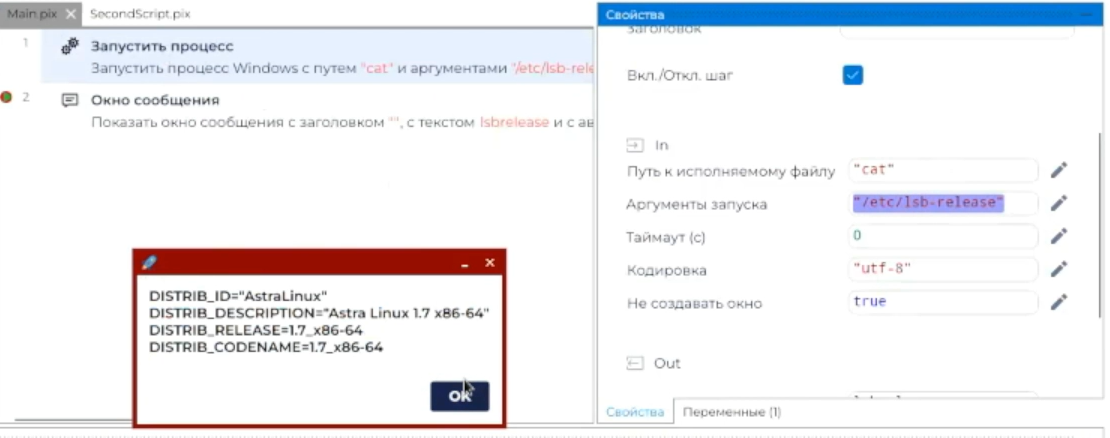 Main.pix
SecondScript.pix
1
Запустить процесс
Запустить процесс Windows с путем "cat" и аргументами "/etc/lsb-rele
2
Окно сообщения
Показать окно сообщения с заголовком "", с текстом lsbrelease и с ав
DISTRIB_ID="AstraLinux"
DISTRIB_DESCRIPTION="Astra Linux 1.7 x86-64"
DISTRIB_RELEASE=1.7_x86-64
DISTRIB_CODENAME=1.7_x86-64
Ok
Свойства
Заголовок
Вкл./Откл. шаг
In
Путь к исполняемому файлу "cat"
Аргументы запуска "/etc/lsb-release"
Таймаут (с) 0
Кодировка "utf-8"
Не создавать окно true
Out
Свойства
Переменные (1)